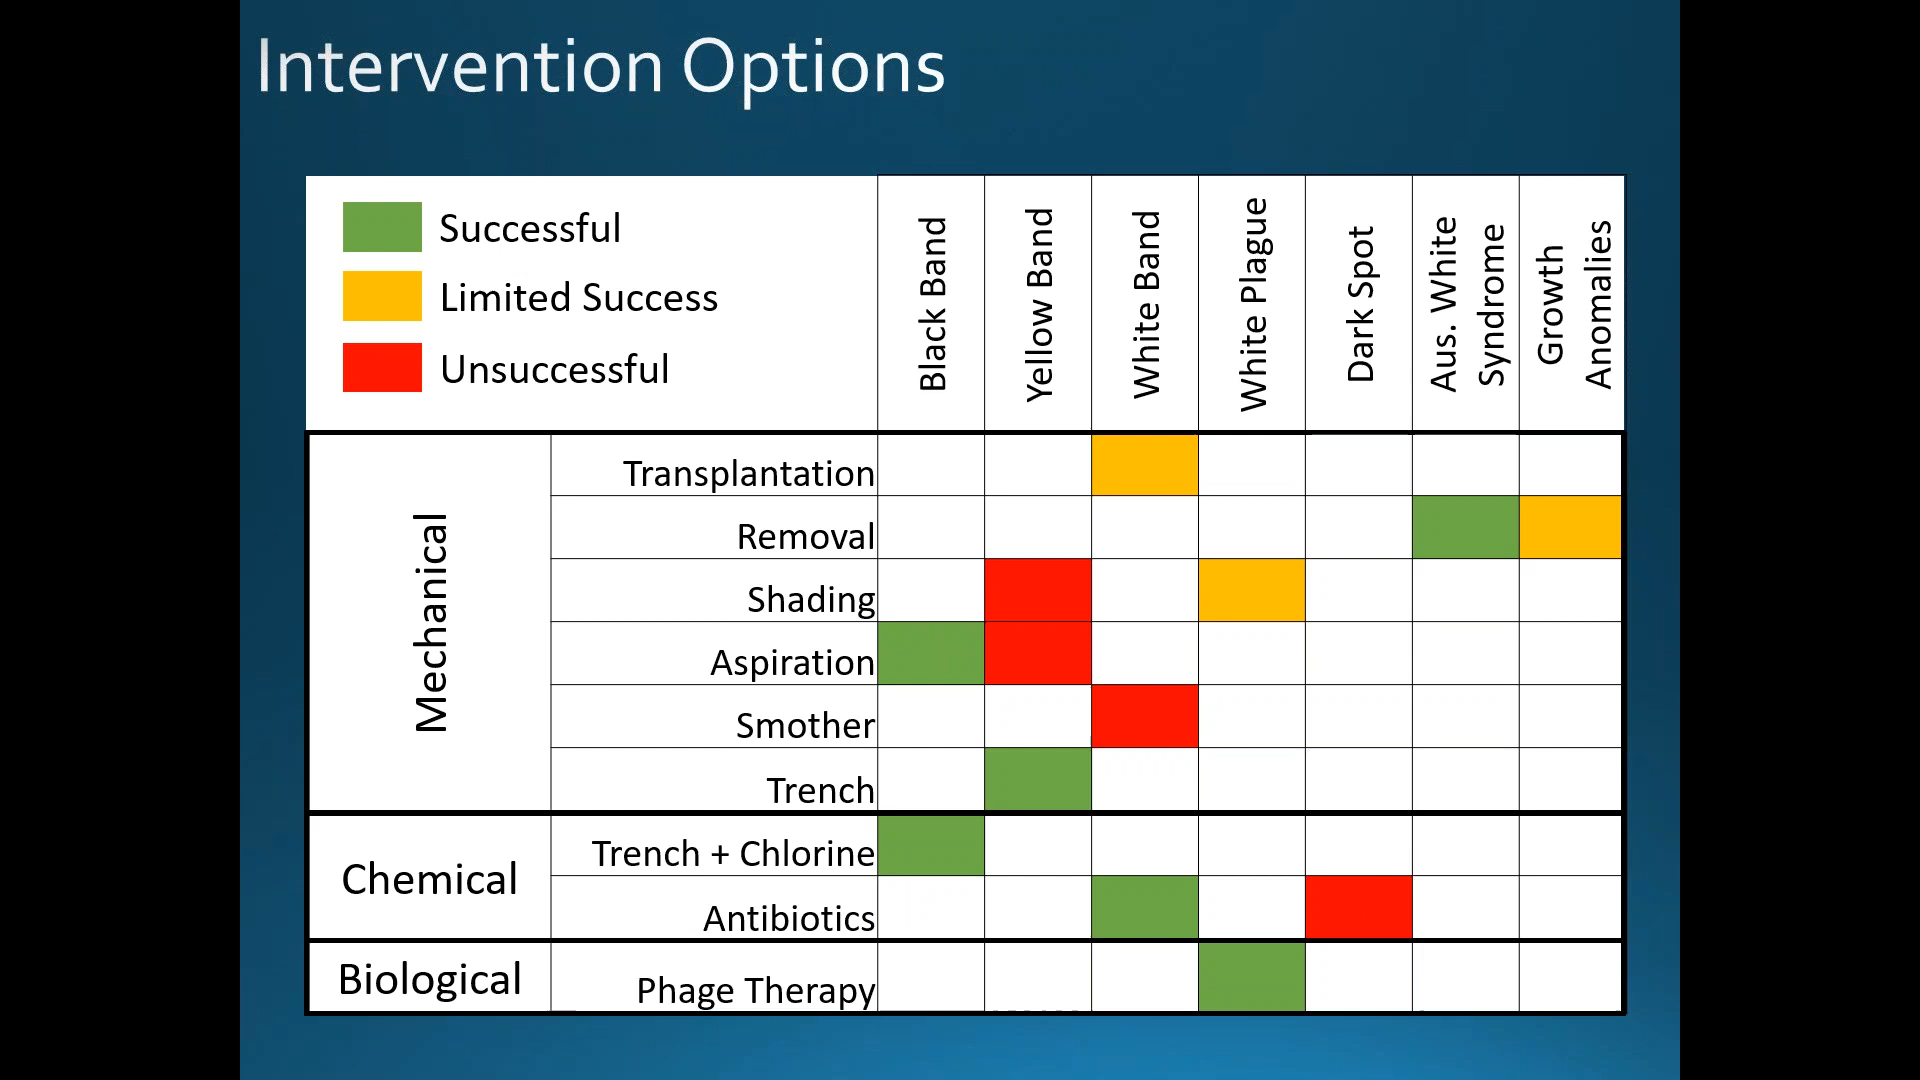 Intervention Options
Successful
Limited Success
Unsuccessful
Black Band
Yellow Band
White Band
White Plague
Dark Spot
Aus. White
Syndrome
Growth
Anomalies
Mechanical
Transplantation
Removal
Shading
Aspiration
Smother
Trench
Chemical
Trench + Chlorine
Antibiotics
Biological
Phage Therapy